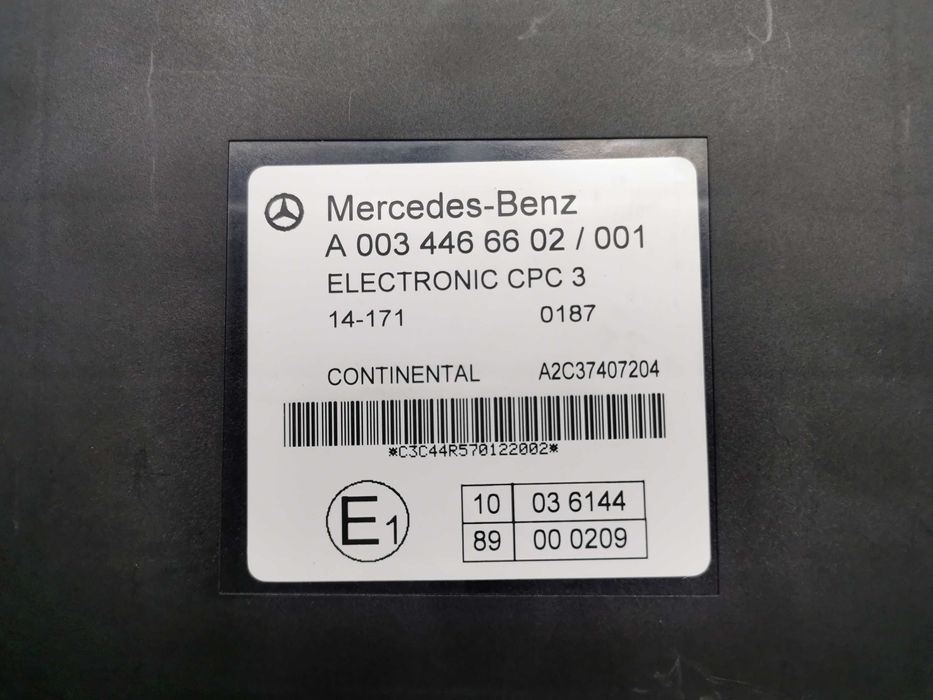 Mercedes-Benz
A 003 446 66 02 / 001
ELECTRONIC CPC 3
14-171 0187
CONTINENTAL A2C37407204
*C3C44R570122002*
E1
10 03 6144
89 00 0209